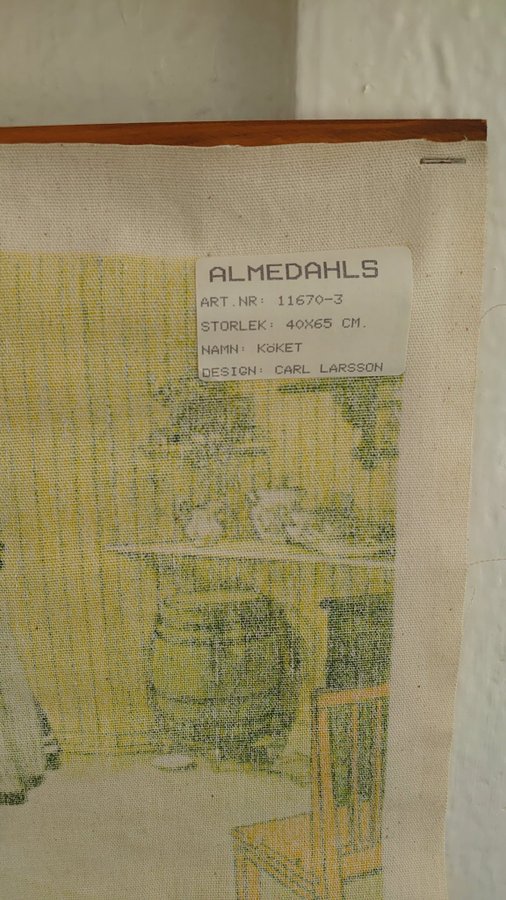 ALMEDAHLS
ART.NR: 11670-3
STORLEK: 40X65 CM.
NAMN: KöKET
DESIGN: CARL LARSSON